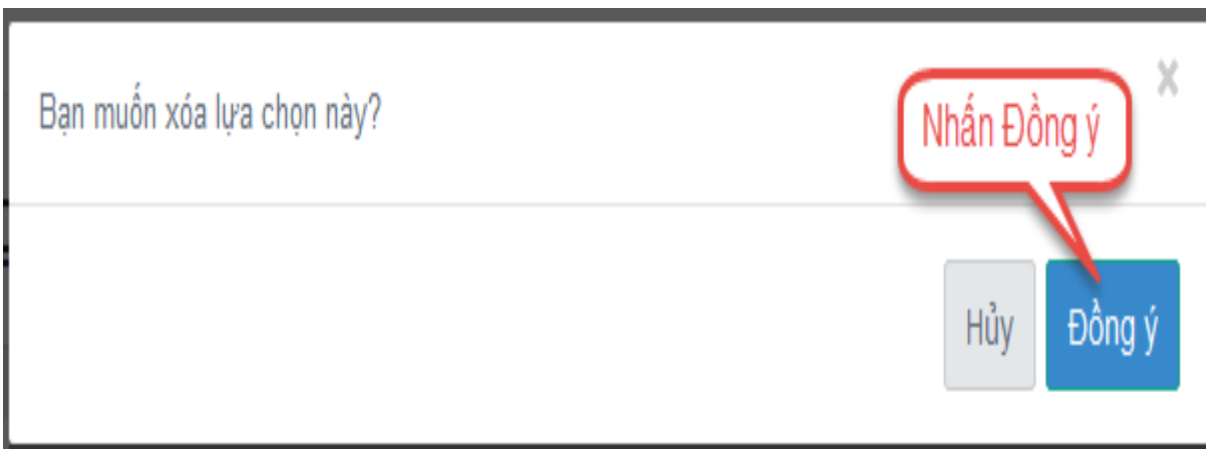 Bạn muốn xóa lựa chọn này?
×
Nhấn Đồng ý
Hủy
Đồng ý